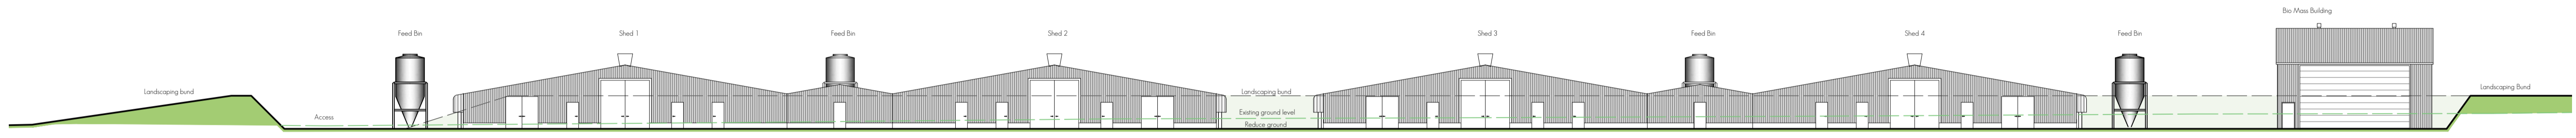 Bio Mass Building
Feed Bin
Shed 1
Feed Bin
Shed 2
Shed 3
Feed Bin
Shed 4
Feed Bin
Landscaping bund
Landscaping bund
Landscaping Bund
Access
Existing ground level
Reduce ground